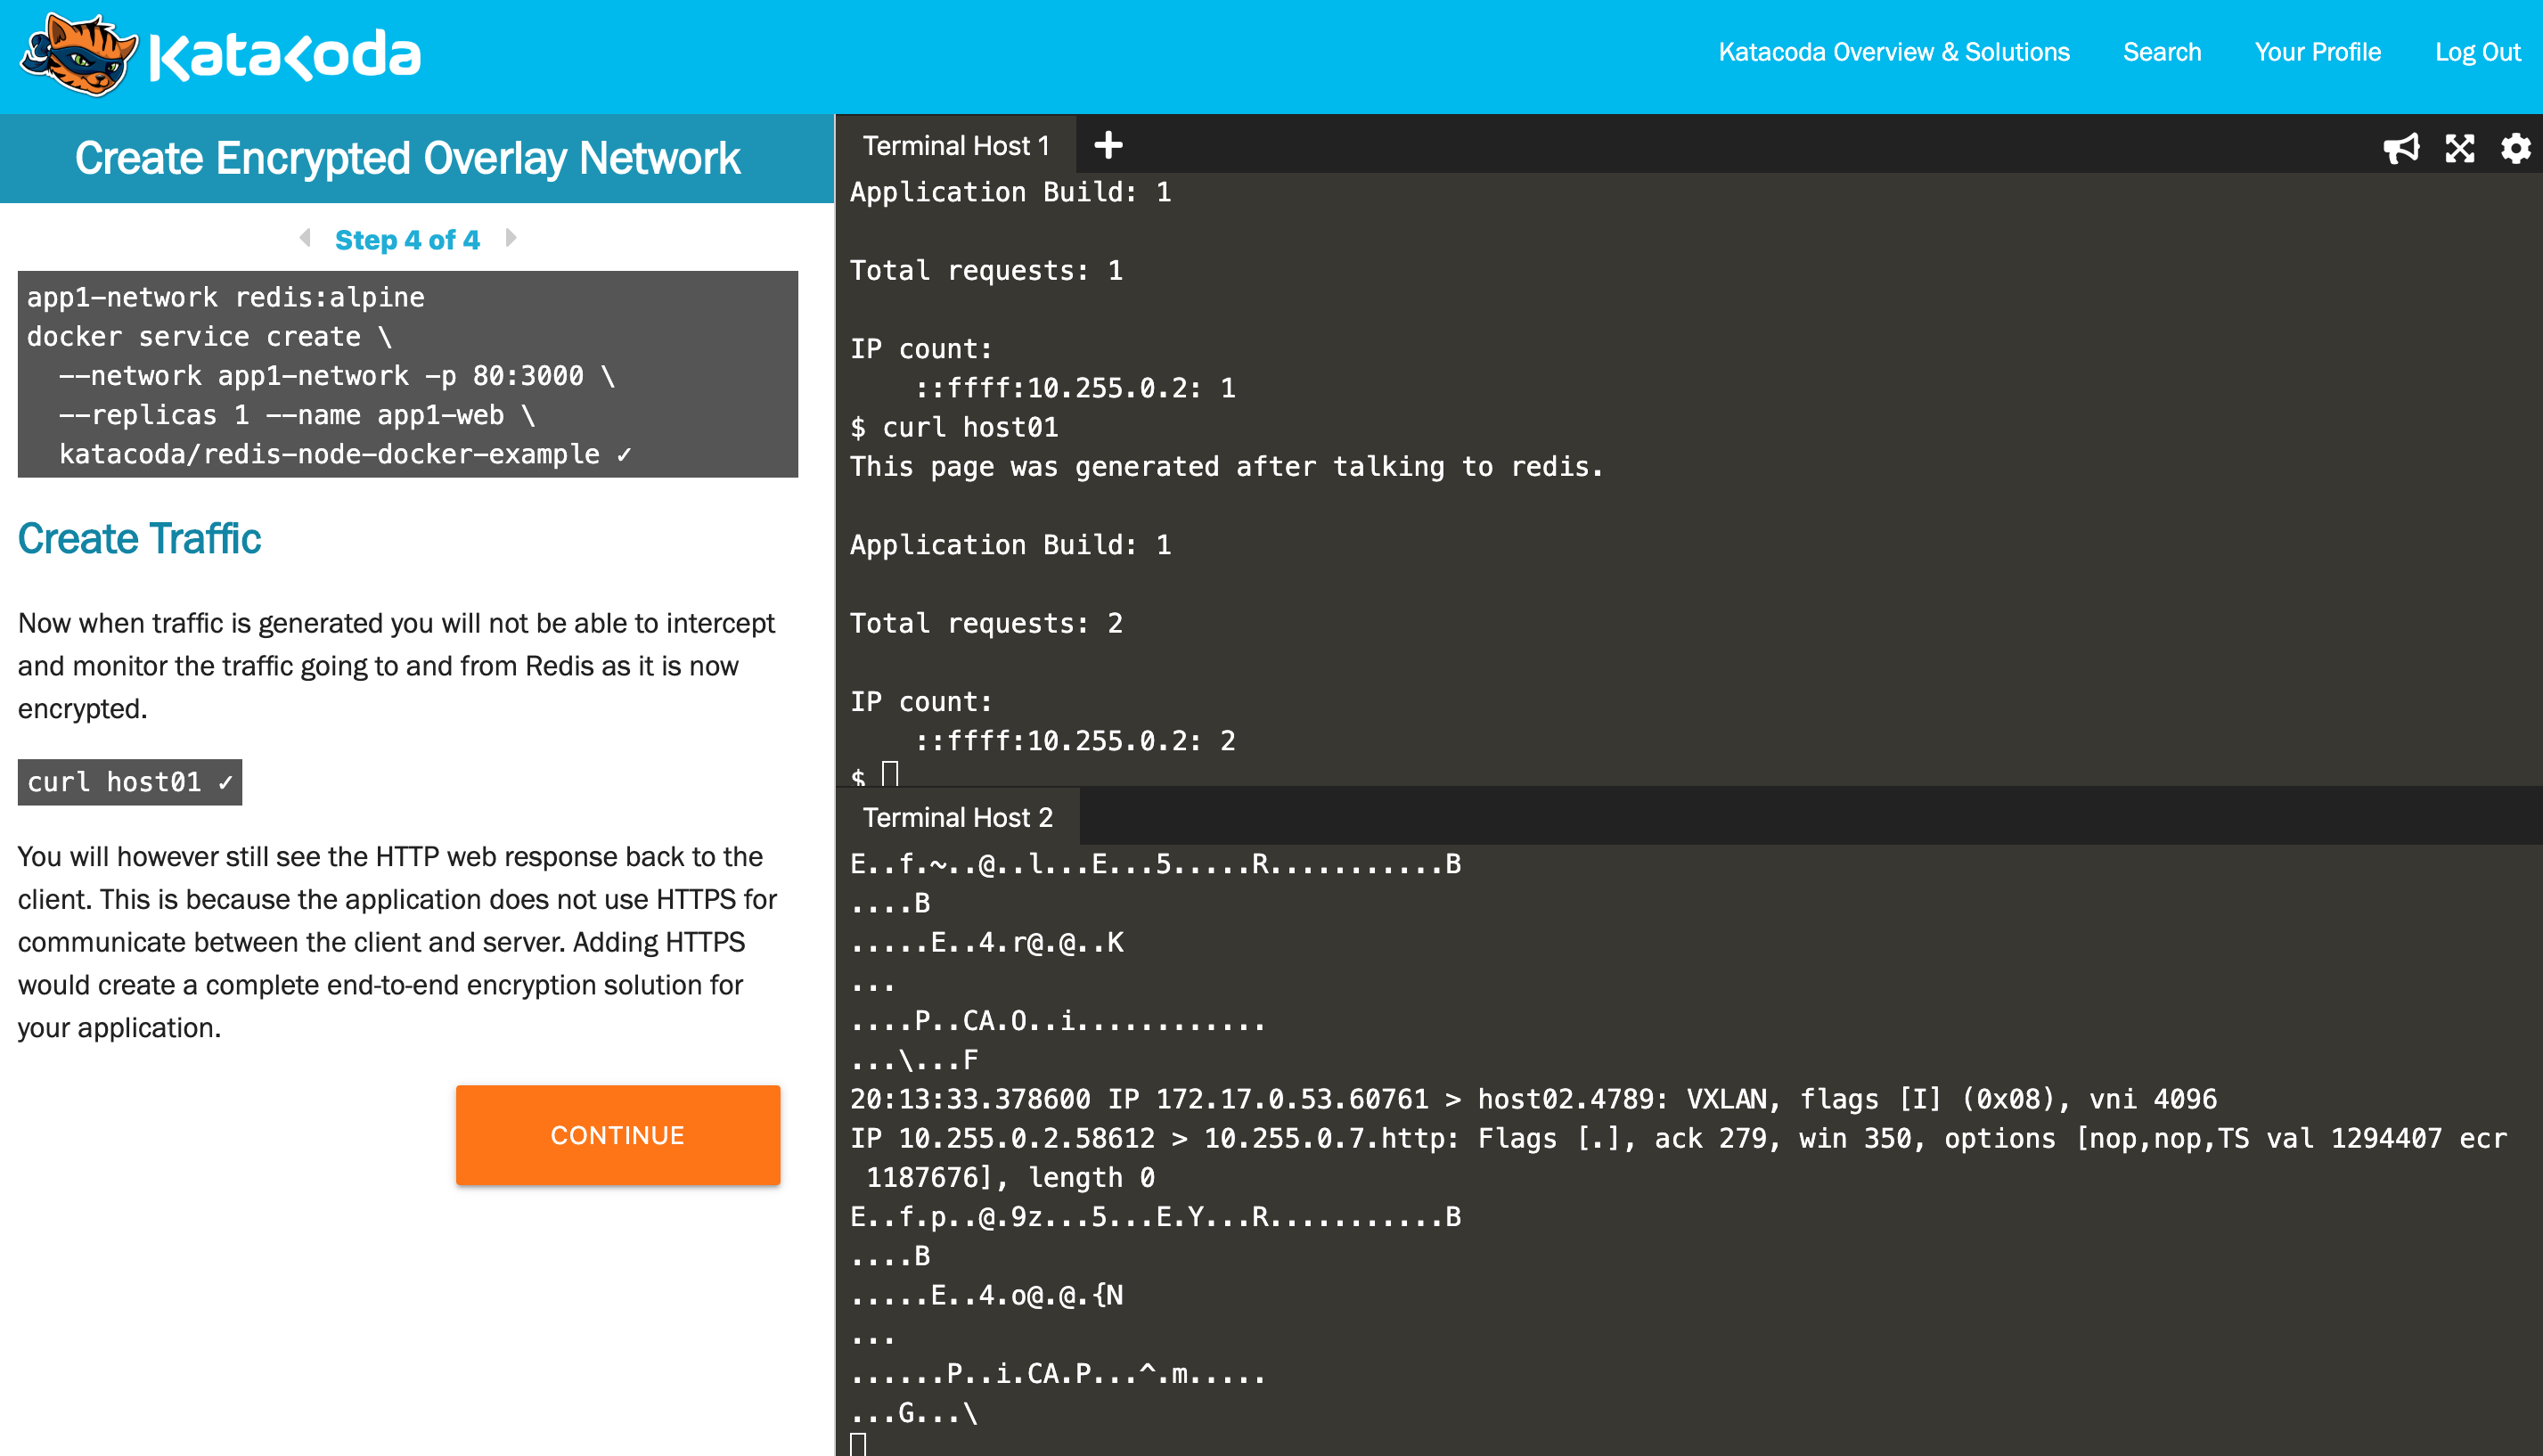 KataKoda
Katacoda Overview & Solutions
Search
Your Profile
Log Out
Create Encrypted Overlay Network
Step 4 of 4
app1-network redis:alpine
docker service create \
--network app1-network -p 80:3000 \
--replicas 1 --name app1-web \
katacoda/redis-node-docker-example ✓
Create Traffic
Now when traffic is generated you will not be able to intercept
and monitor the traffic going to and from Redis as it is now
encrypted.
curl host01 ✓
You will however still see the HTTP web response back to the
client. This is because the application does not use HTTPS for
communicate between the client and server. Adding HTTPS
would create a complete end-to-end encryption solution for
your application.
CONTINUE
Terminal Host 1
Application Build: 1
Total requests: 1
IP count:
::ffff:10.255.0.2: 1
$ curl host01
This page was generated after talking to redis.
Application Build: 1
Total requests: 2
IP count:
::ffff:10.255.0.2: 2
$
Terminal Host 2
E..f.~..@..l...E...5.....R...........B
....B
.....E..4.r@.@..K
...
....P..CA.O..i............
...\...F
20:13:33.378600 IP 172.17.0.53.60761 > host02.4789: VXLAN, flags [I] (0x08), vni 4096
IP 10.255.0.2.58612 > 10.255.0.7.http: Flags [.], ack 279, win 350, options [nop,nop,TS val 1294407 ecr
1187676], length 0
E..f.p..@.9z...5...E.Y...R...........B
....B
.....E..4.o@.@.{N
...
......P..i.CA.P...^.m.....
...G...\